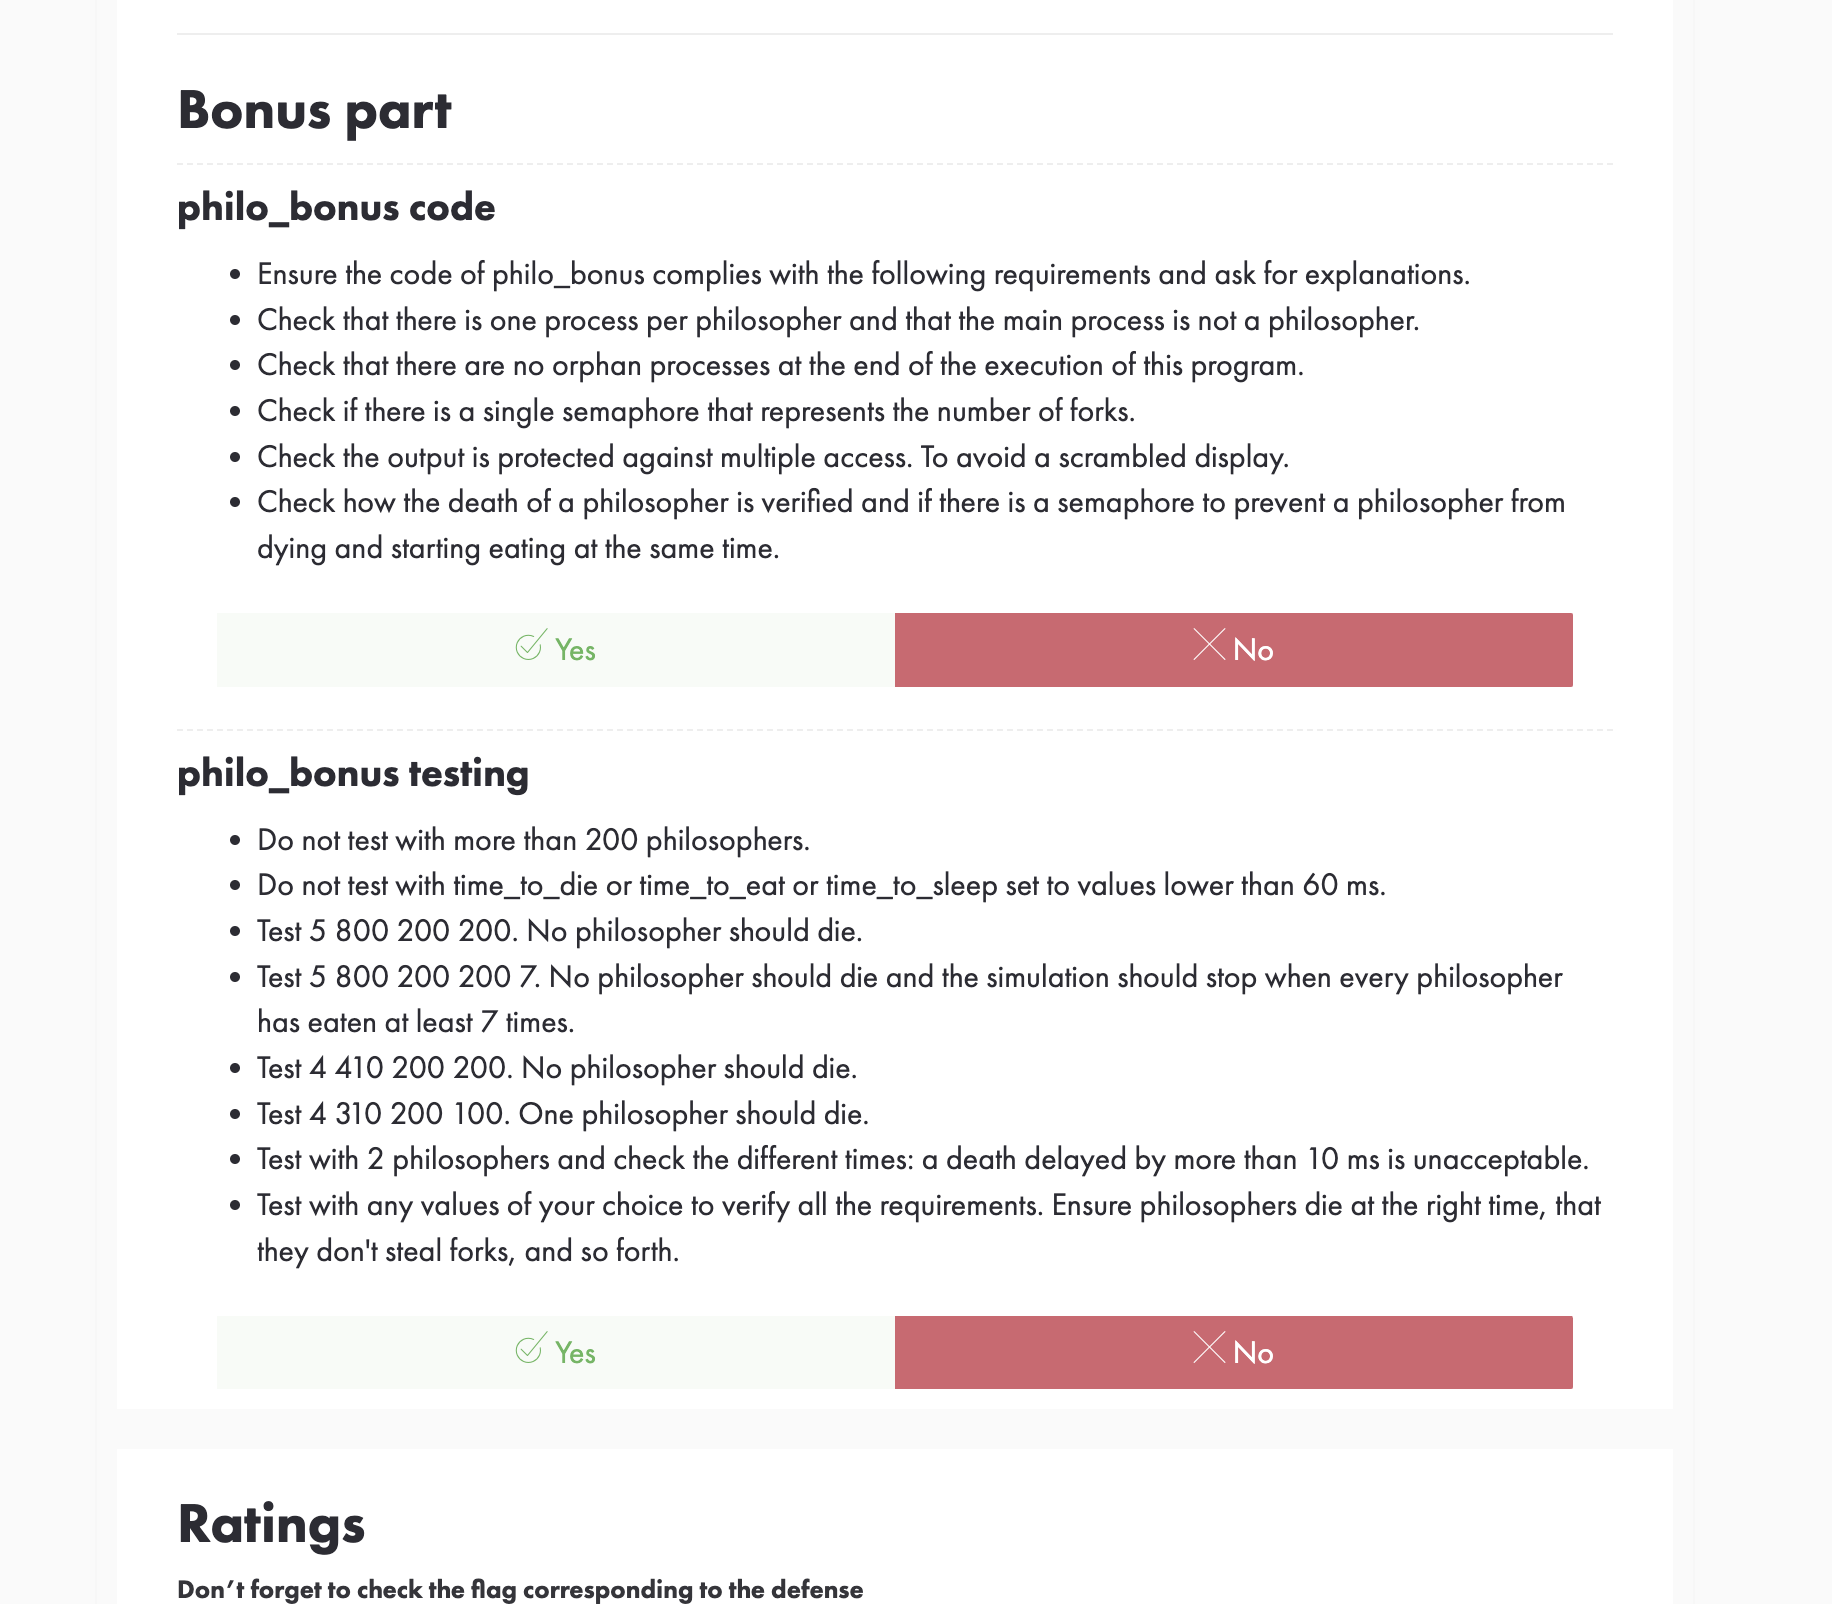 Bonus part
philo_bonus code
• Ensure the code of philo_bonus complies with the following requirements and ask for explanations.
• Check that there is one process per philosopher and that the main process is not a philosopher.
• Check that there are no orphan processes at the end of the execution of this program.
• Check if there is a single semaphore that represents the number of forks.
• Check the output is protected against multiple access. To avoid a scrambled display.
• Check how the death of a philosopher is verified and if there is a semaphore to prevent a philosopher from
dying and starting eating at the same time.
Yes No
philo_bonus testing
• Do not test with more than 200 philosophers.
• Do not test with time_to_die or time_to_eat or time_to_sleep set to values lower than 60 ms.
• Test 5 800 200 200. No philosopher should die.
• Test 5 800 200 200 7. No philosopher should die and the simulation should stop when every philosopher
has eaten at least 7 times.
• Test 4 410 200 200. No philosopher should die.
• Test 4 310 200 100. One philosopher should die.
• Test with 2 philosophers and check the different times: a death delayed by more than 10 ms is unacceptable.
• Test with any values of your choice to verify all the requirements. Ensure philosophers die at the right time, that
they don't steal forks, and so forth.
Yes No
Ratings
Don’t forget to check the flag corresponding to the defense